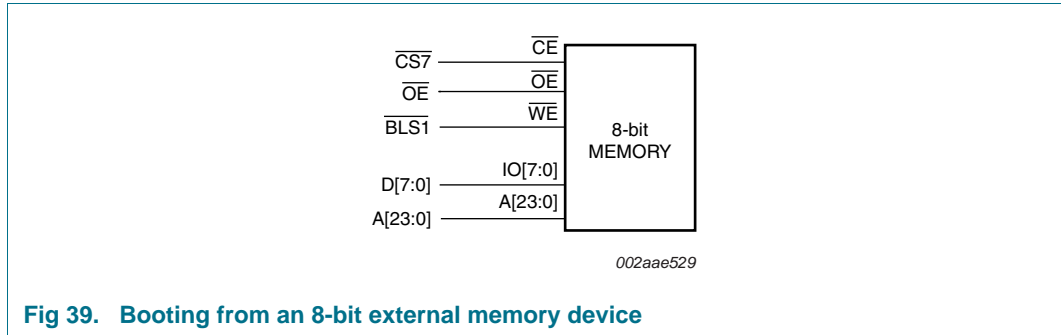 CS7
OE
BLS1
D[7:0]
A[23:0]
CE
OE
WE
IO[7:0]
A[23:0]
8-bit
MEMORY
002aae529
Fig 39. Booting from an 8-bit external memory device